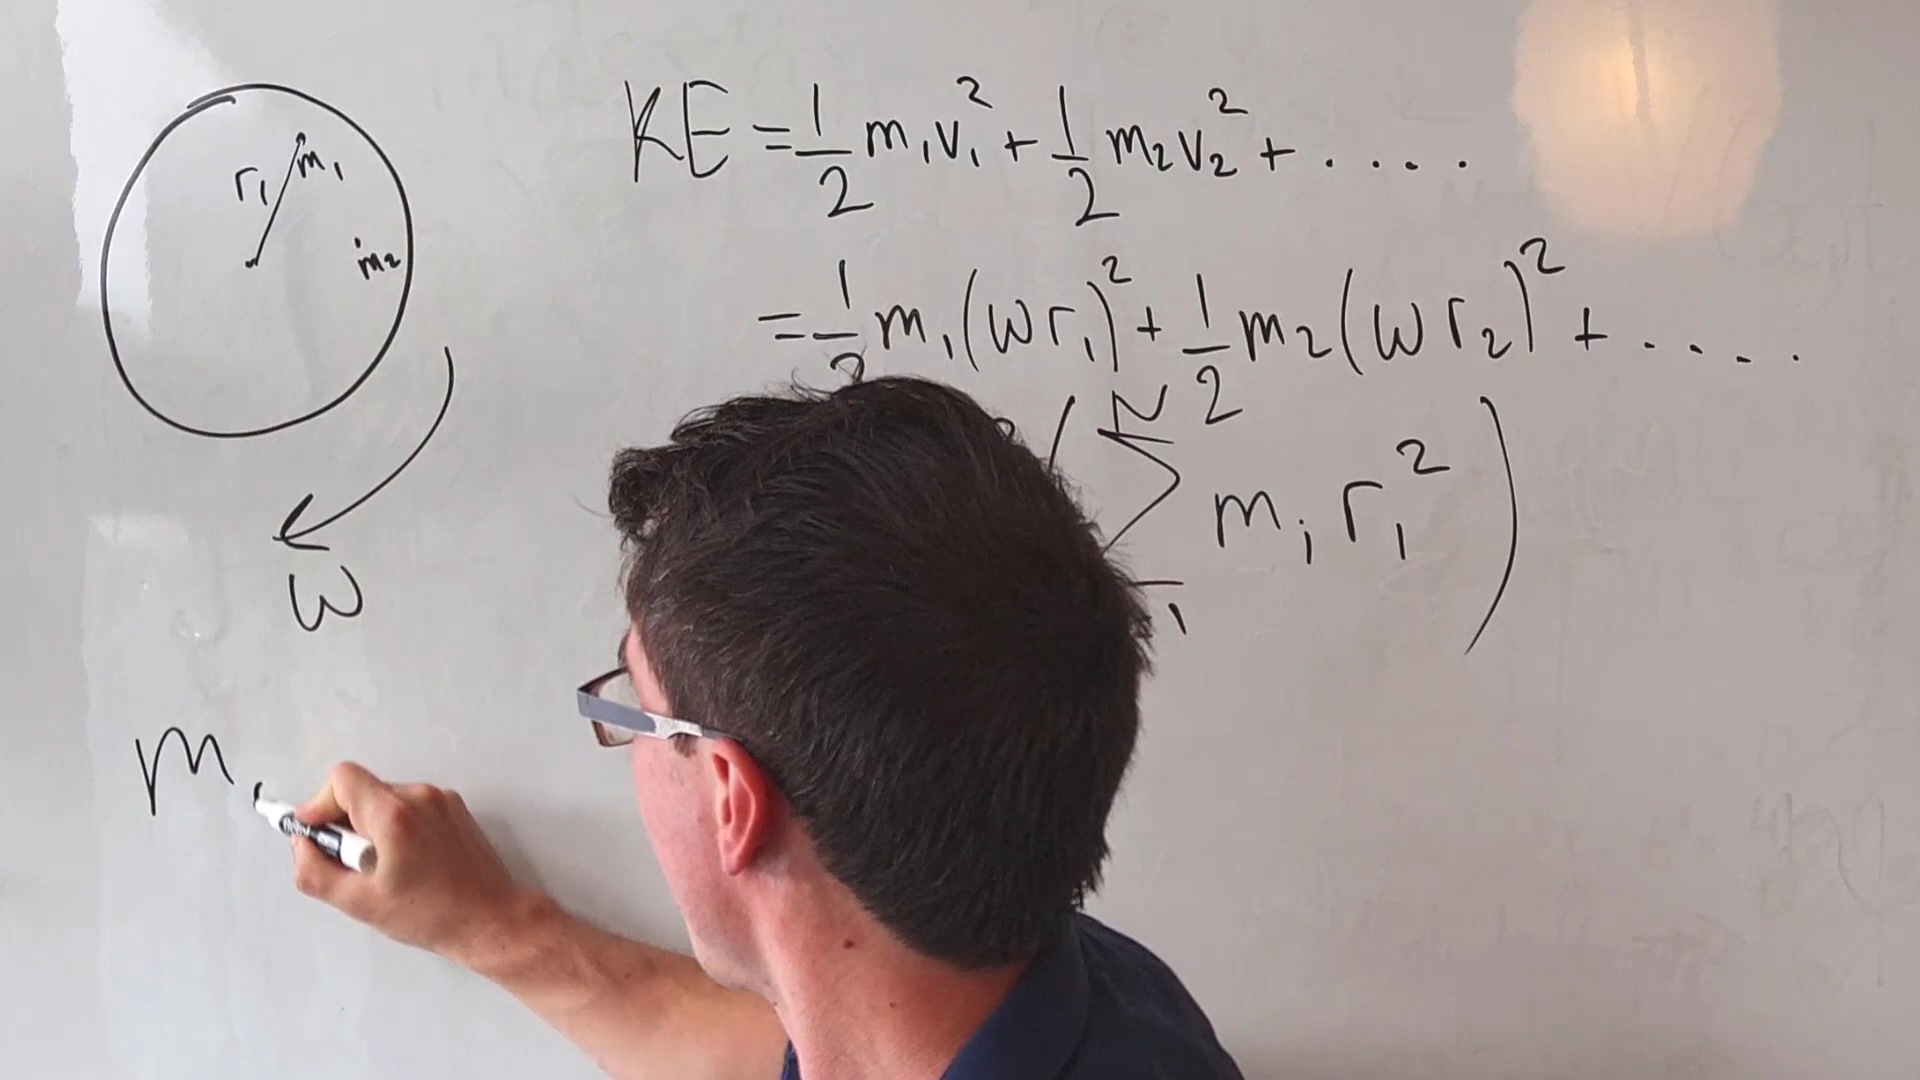 KE = 1/2 m₁v₁² + 1/2 m₂v₂² + . . . .
r₁ m₁
m₂
= 1/2 m₁(ωr₁)² + 1/2 m₂(ωr₂)² + . . . .
( N Σ 1 mᵢ rᵢ² )
ω
m